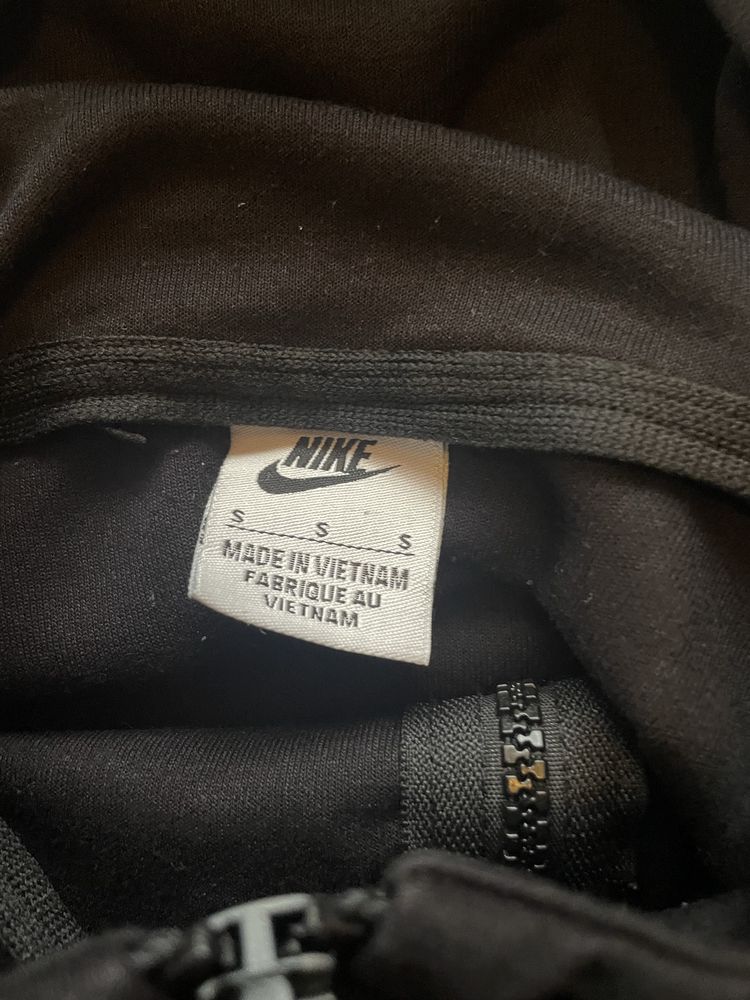 NIKE
S S S
MADE IN VIETNAM
FABRIQUE AU
VIETNAM